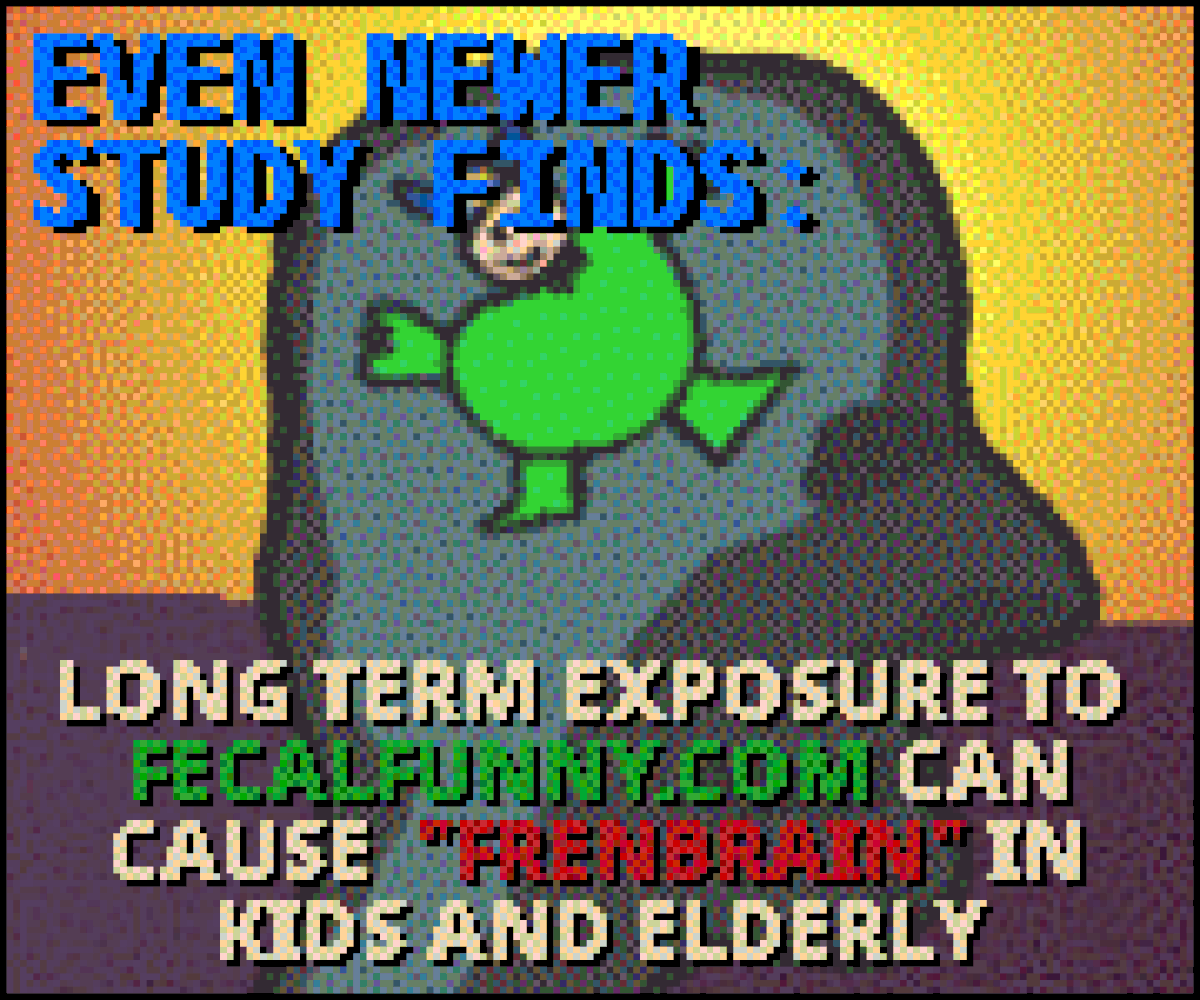 EVEN NEWER
STUDY FINDS:
LONG TERM EXPOSURE TO
FECALFUNNY.COM CAN
CAUSE "FRENBRAIN" IN
KIDS AND ELDERLY